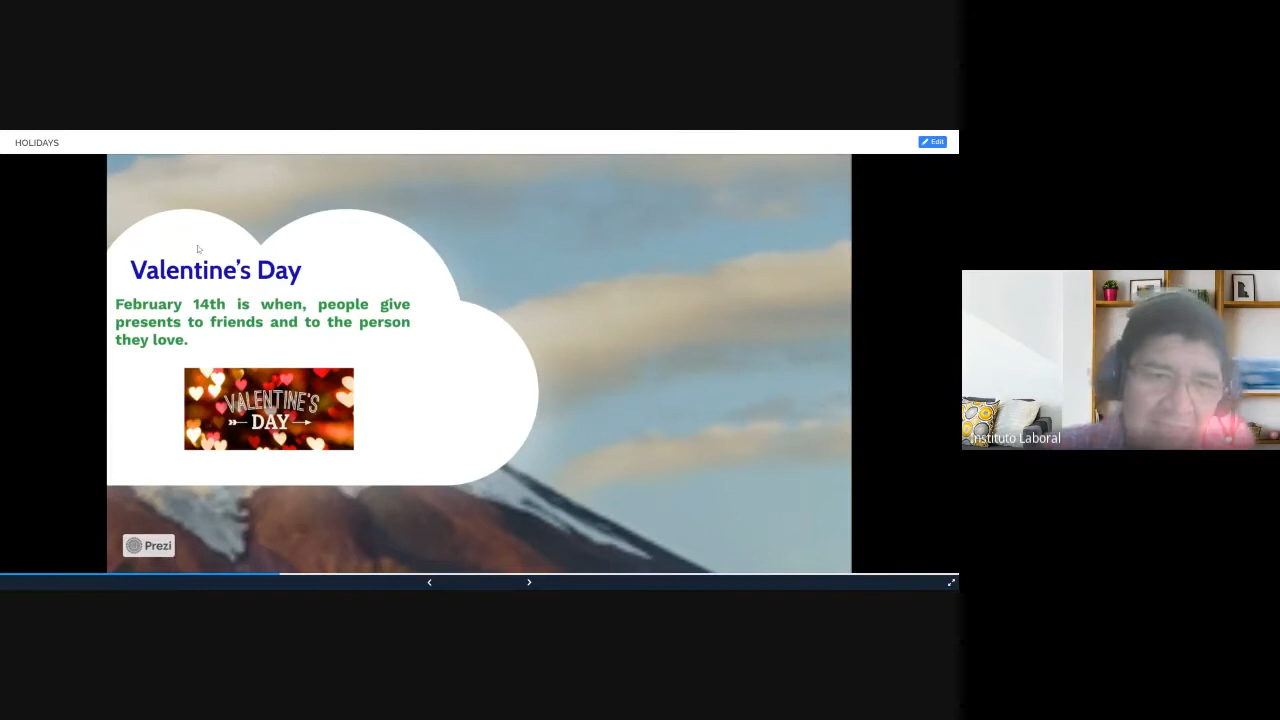 HOLIDAYS
Edit
Valentine's Day
February 14th is when, people give
presents to friends and to the person
they love.
VALENTINE'S
DAY
Prezi
Instituto Laboral